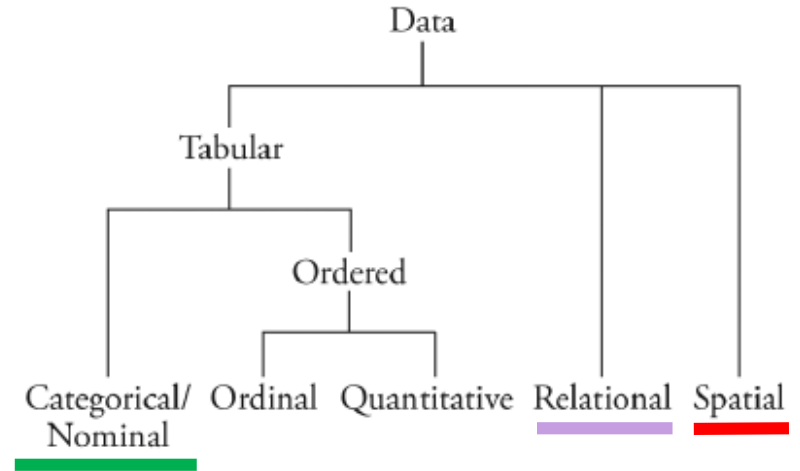 Data
Tabular
Ordered
Categorical/ Ordinal Quantitative Relational Spatial
Nominal